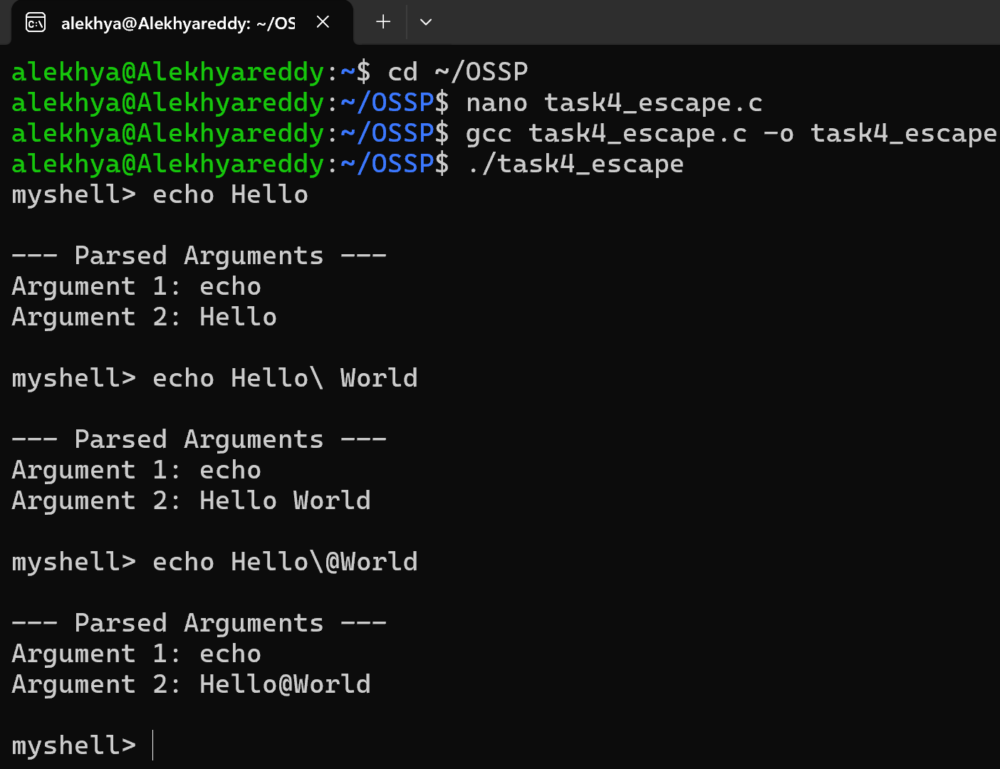 alekhya@Alekhyareddy: ~/OS
alekhya@Alekhyareddy:~$ cd ~/OSSP
alekhya@Alekhyareddy:~/OSSP$ nano task4_escape.c
alekhya@Alekhyareddy:~/OSSP$ gcc task4_escape.c -o task4_escape
alekhya@Alekhyareddy:~/OSSP$ ./task4_escape
myshell> echo Hello
--- Parsed Arguments ---
Argument 1: echo
Argument 2: Hello
myshell> echo Hello\ World
--- Parsed Arguments ---
Argument 1: echo
Argument 2: Hello World
myshell> echo Hello\@World
--- Parsed Arguments ---
Argument 1: echo
Argument 2: Hello@World
myshell>